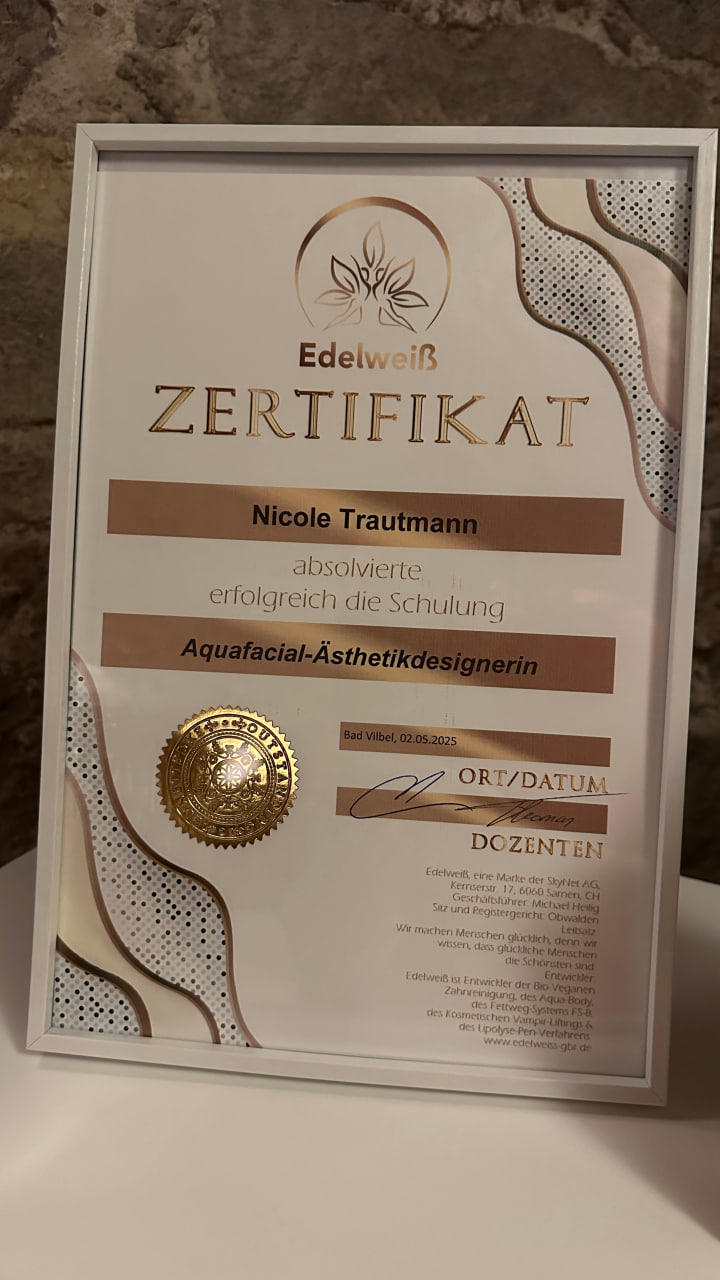 Edelweiß
ZERTIFIKAT
Nicole Trautmann
absolvierte
erfolgreich die Schulung
Aquafacial-Ästhetikdesignerin
OUTSTAND
Bad Vilbel, 02.05.2025
ORT/DATUM
Thomas
DOZENTEN
Edelweiß, eine Marke der SkyNet AG,
Kernserstr. 17, 6060 Sarnen, CH
Geschäftsführer: Michael Heilig
Sitz und Registergericht: Obwalden
Leitsatz
Wir machen Menschen glücklich, denn wir
wissen, dass glückliche Menschen
die Schönsten sind.
Entwickler:
Edelweiß ist Entwickler der Bio-Veganen
Zahnreinigung, des Aqua-Body,
des Fettweg-Systems FS-B,
des Kosmetischen Vampir-Liftings &
des Lipolyse-Pen-Verfahrens.
www.edelweiss-gbr.de